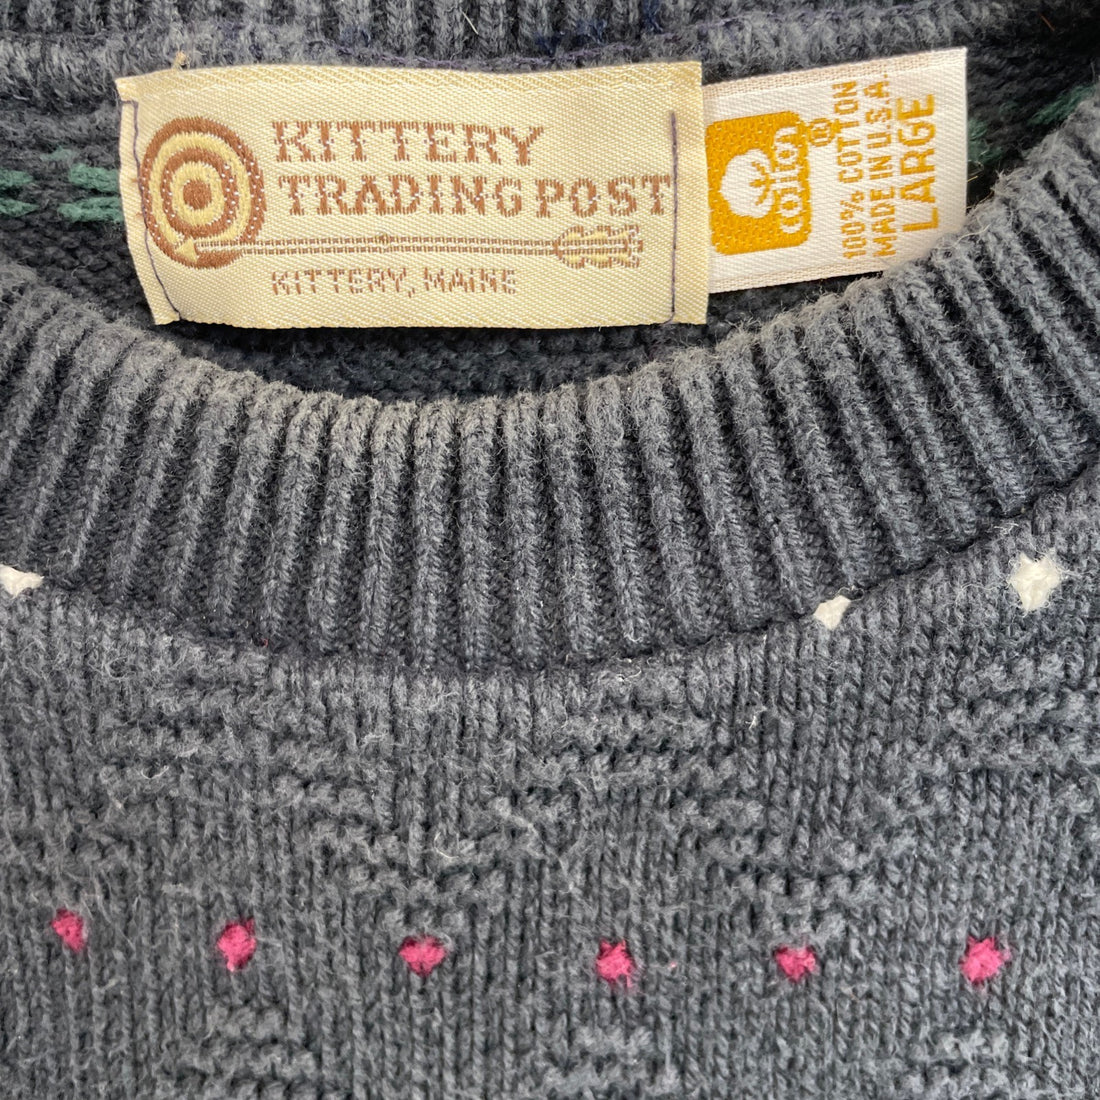 KITTERY
TRADING POST
KITTERY, MAINE
cotton®
100% COTTON
MADE IN U.S.A.
LARGE